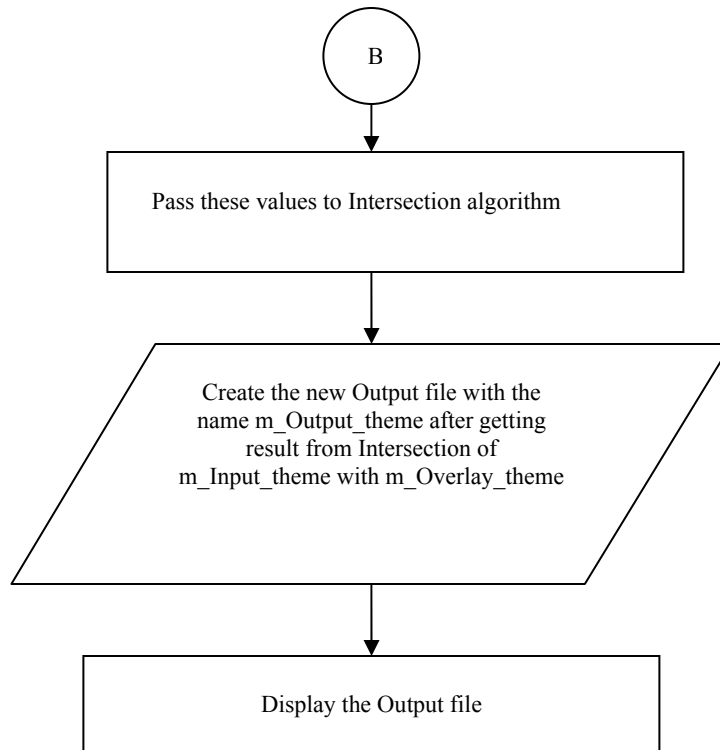 B
Pass these values to Intersection algorithm
Create the new Output file with the
name m_Output_theme after getting
result from Intersection of
m_Input_theme with m_Overlay_theme
Display the Output file